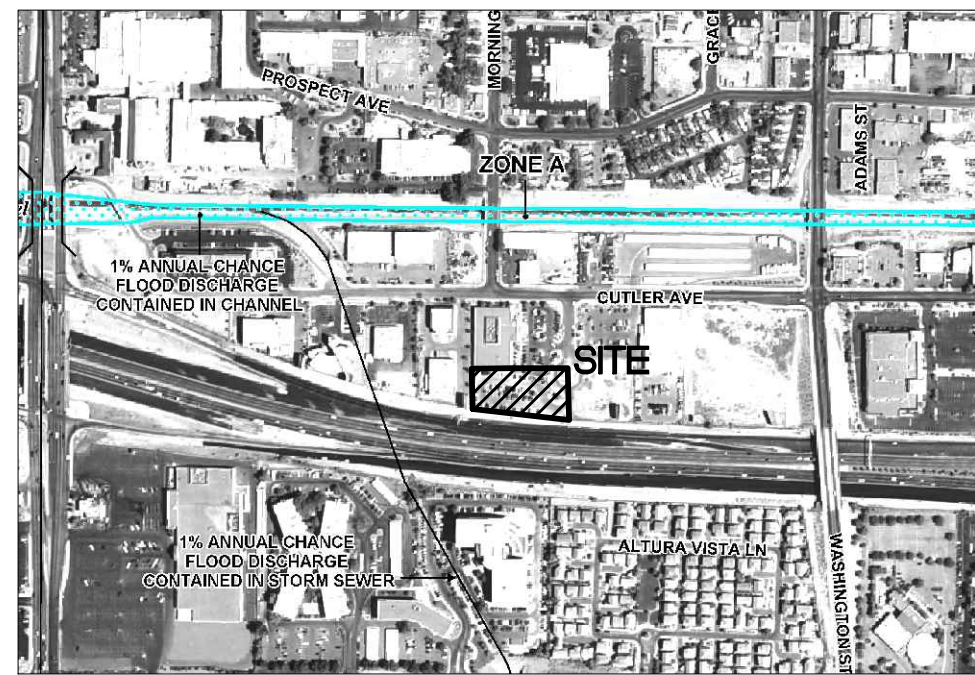 MORNING
GRACE
PROSPECT AVE
ADAMS ST
ZONE A
1% ANNUAL CHANCE
FLOOD DISCHARGE
CONTAINED IN CHANNEL
CUTLER AVE
SITE
1% ANNUAL CHANCE
FLOOD DISCHARGE
CONTAINED IN STORM SEWER
ALTURA VISTA LN
WASHINGTON ST